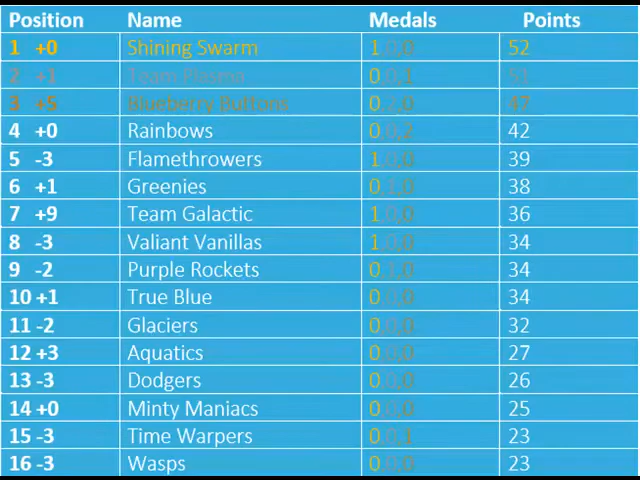 Position Name Medals Points
1 +0 Shining Swarm 1,0,0 52
2 +1 Team Plasma 0,0,1 51
3 +5 Blueberry Buttons 0,2,0 47
4 +0 Rainbows 0,0,2 42
5 -3 Flamethrowers 1,0,0 39
6 +1 Greenies 0,1,0 38
7 +9 Team Galactic 1,0,0 36
8 -3 Valiant Vanillas 1,0,0 34
9 -2 Purple Rockets 0,1,0 34
10 +1 True Blue 0,0,0 34
11 -2 Glaciers 0,0,0 32
12 +3 Aquatics 0,0,0 27
13 -3 Dodgers 0,0,0 26
14 +0 Minty Maniacs 0,0,0 25
15 -3 Time Warpers 0,0,1 23
16 -3 Wasps 0,0,0 23